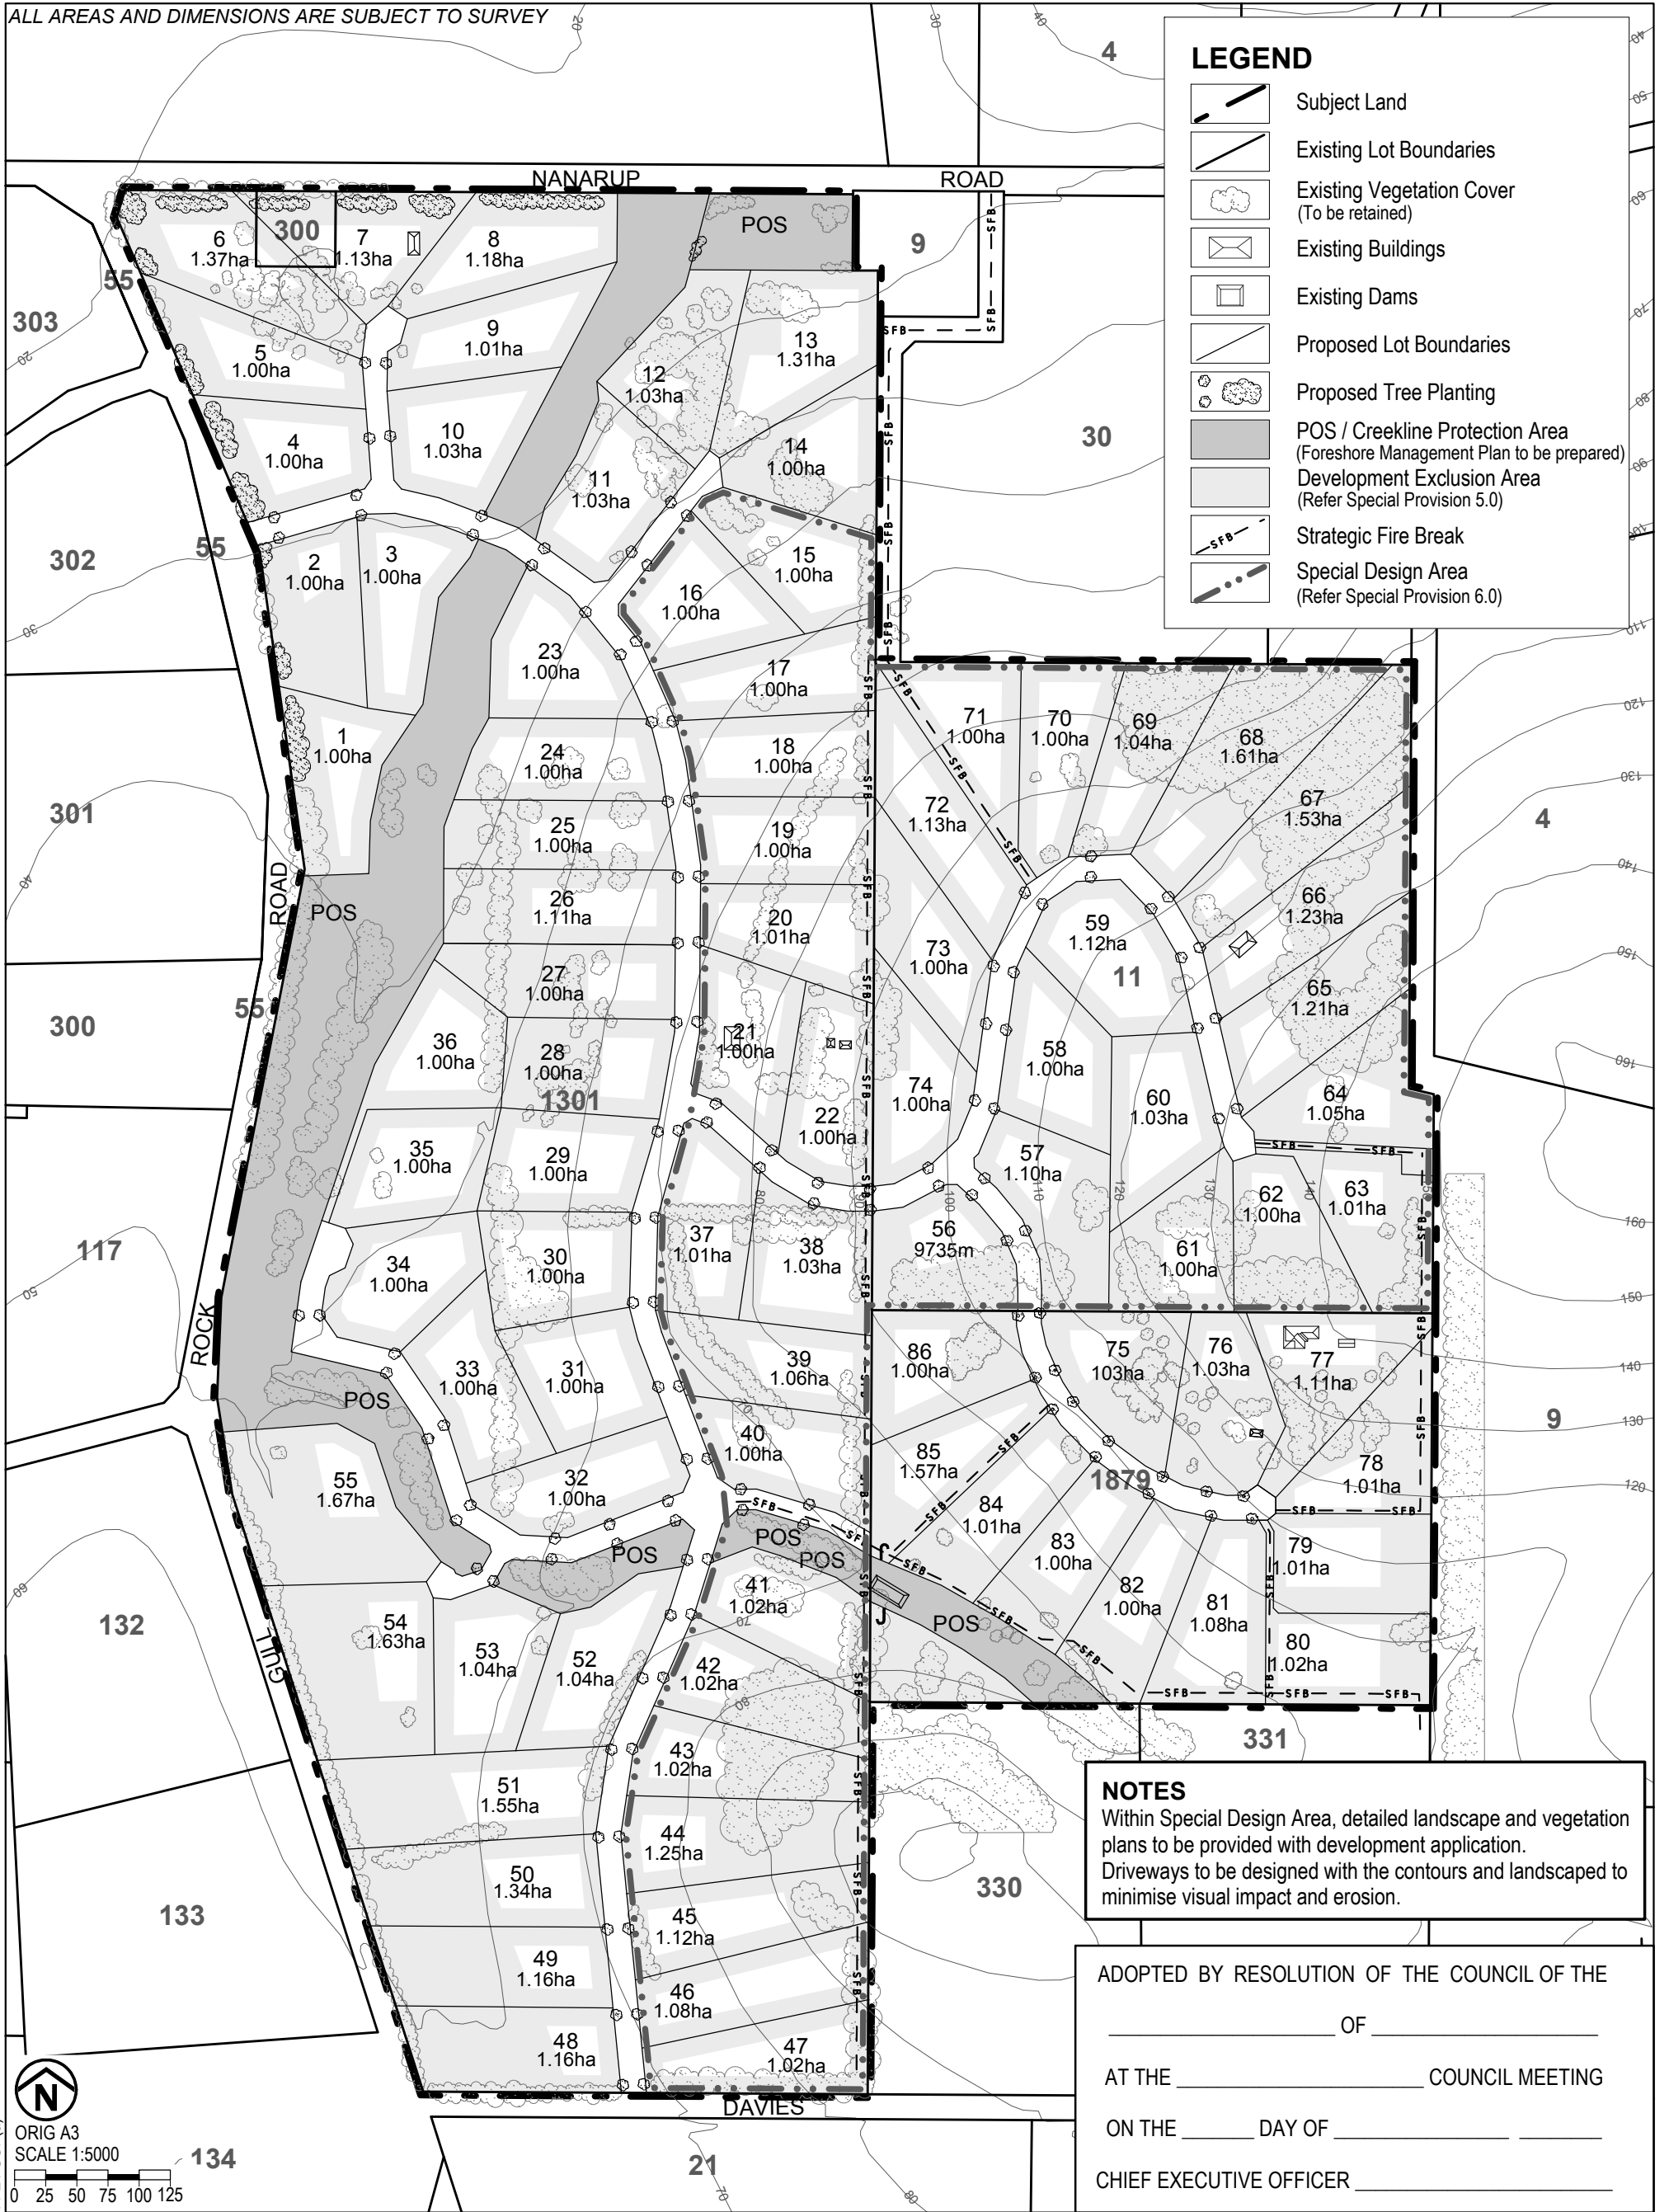 ALL AREAS AND DIMENSIONS ARE SUBJECT TO SURVEY
LEGEND
Subject Land
Existing Lot Boundaries
Existing Vegetation Cover
(To be retained)
Existing Buildings
Existing Dams
Proposed Lot Boundaries
Proposed Tree Planting
POS / Creekline Protection Area
(Foreshore Management Plan to be prepared)
Development Exclusion Area
(Refer Special Provision 5.0)
SFB
Strategic Fire Break
Special Design Area
(Refer Special Provision 6.0)
NANARUP ROAD
POS
4
9
30
303
302
301
300
117
132
133
134
55
55
55
300
6
1.37ha
7
1.13ha
8
1.18ha
5
1.00ha
9
1.01ha
4
1.00ha
10
1.03ha
12
1.03ha
13
1.31ha
11
1.03ha
14
1.00ha
2
1.00ha
3
1.00ha
15
1.00ha
16
1.00ha
23
1.00ha
17
1.00ha
1
1.00ha
24
1.00ha
18
1.00ha
25
1.00ha
19
1.00ha
26
1.11ha
20
1.01ha
27
1.00ha
36
1.00ha
28
1.00ha
1301
21
1.00ha
22
1.00ha
35
1.00ha
29
1.00ha
34
1.00ha
30
1.00ha
37
1.01ha
38
1.03ha
33
1.00ha
31
1.00ha
39
1.06ha
32
1.00ha
40
1.00ha
55
1.67ha
54
1.63ha
53
1.04ha
52
1.04ha
41
1.02ha
42
1.02ha
51
1.55ha
43
1.02ha
50
1.34ha
44
1.25ha
49
1.16ha
45
1.12ha
46
1.08ha
48
1.16ha
47
1.02ha
71
1.00ha
70
1.00ha
69
1.04ha
68
1.61ha
72
1.13ha
67
1.53ha
4
73
1.00ha
59
1.12ha
11
66
1.23ha
65
1.21ha
74
1.00ha
58
1.00ha
60
1.03ha
64
1.05ha
57
1.10ha
62
1.00ha
63
1.01ha
56
9735m
61
1.00ha
86
1.00ha
75
103ha
76
1.03ha
77
1.11ha
9
85
1.57ha
1879
78
1.01ha
84
1.01ha
83
1.00ha
79
1.01ha
82
1.00ha
81
1.08ha
80
1.02ha
331
330
21
POS
POS
POS
POS
POS
POS
ROAD
ROCK
GULL
DAVIES
NOTES
Within Special Design Area, detailed landscape and vegetation
plans to be provided with development application.
Driveways to be designed with the contours and landscaped to
minimise visual impact and erosion.
ADOPTED BY RESOLUTION OF THE COUNCIL OF THE
____________________ OF ____________________
AT THE ______________________ COUNCIL MEETING
ON THE ______ DAY OF _______________ _______
CHIEF EXECUTIVE OFFICER ______________________
N
ORIG A3
SCALE 1:5000
0 25 50 75 100 125